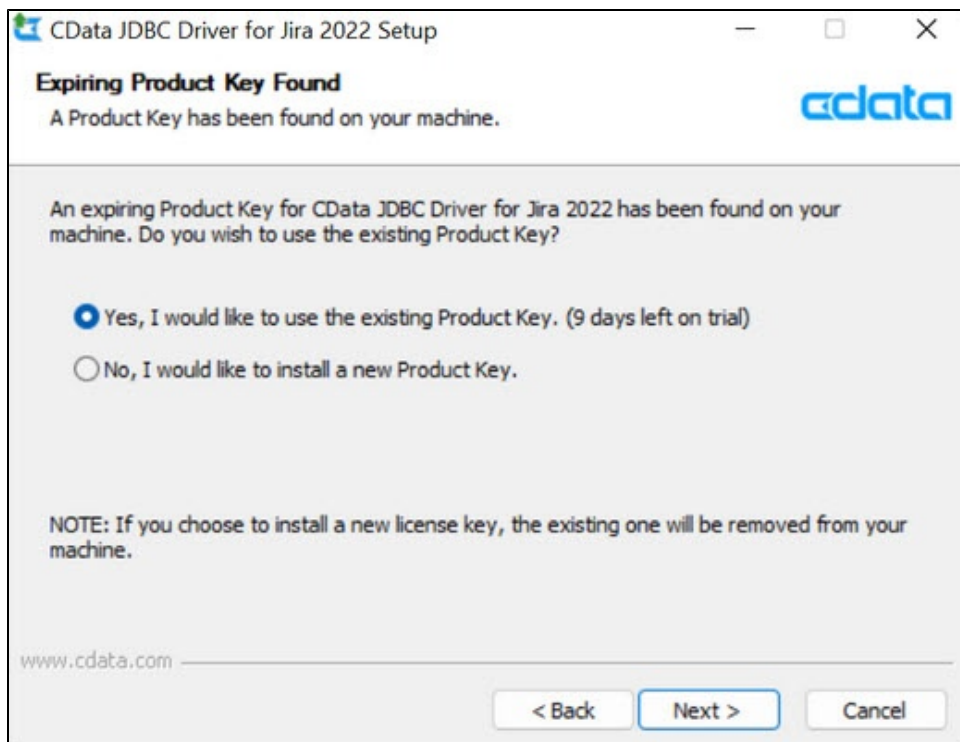 CData JDBC Driver for Jira 2022 Setup
Expiring Product Key Found
A Product Key has been found on your machine.
cdata
An expiring Product Key for CData JDBC Driver for Jira 2022 has been found on your
machine. Do you wish to use the existing Product Key?
Yes, I would like to use the existing Product Key. (9 days left on trial)
No, I would like to install a new Product Key.
NOTE: If you choose to install a new license key, the existing one will be removed from your
machine.
www.cdata.com
< Back Next > Cancel